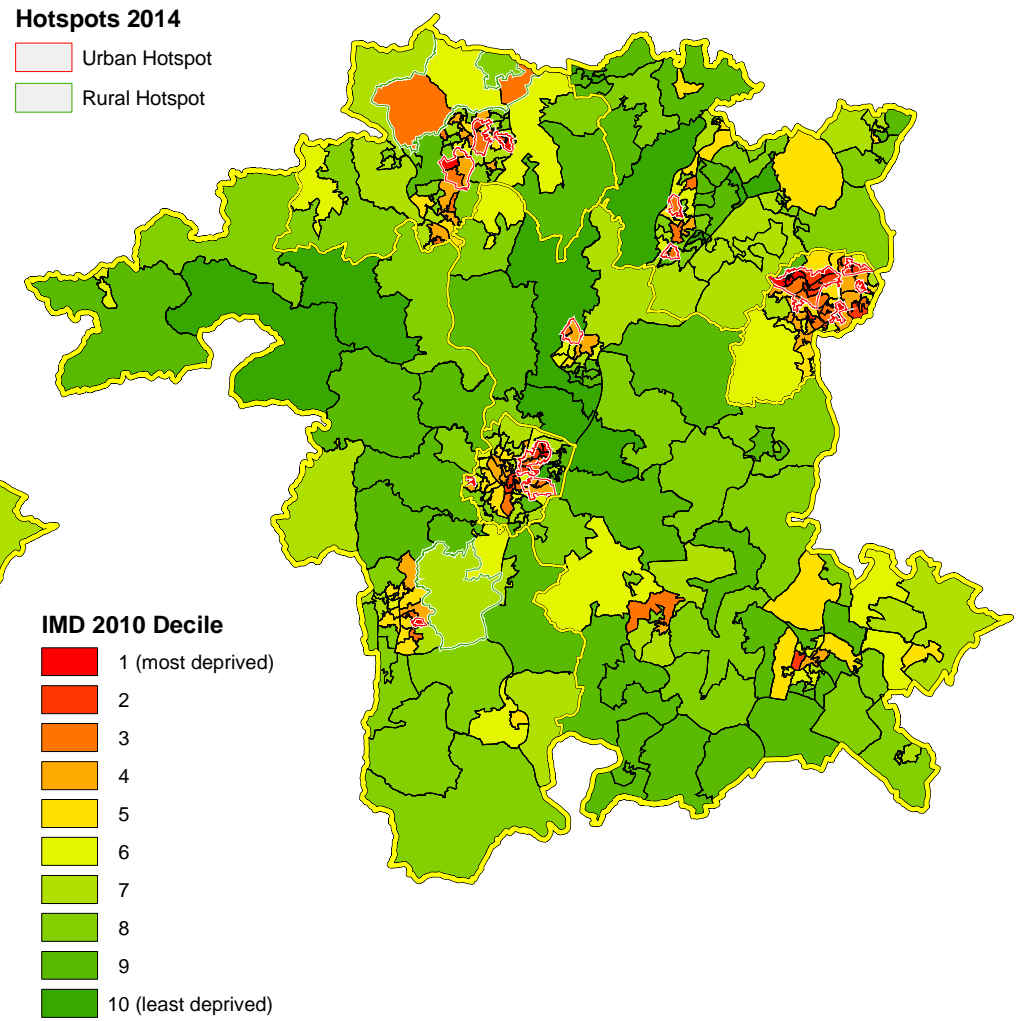 Hotspots 2014
Urban Hotspot
Rural Hotspot
IMD 2010 Decile
1 (most deprived)
2
3
4
5
6
7
8
9
10 (least deprived)